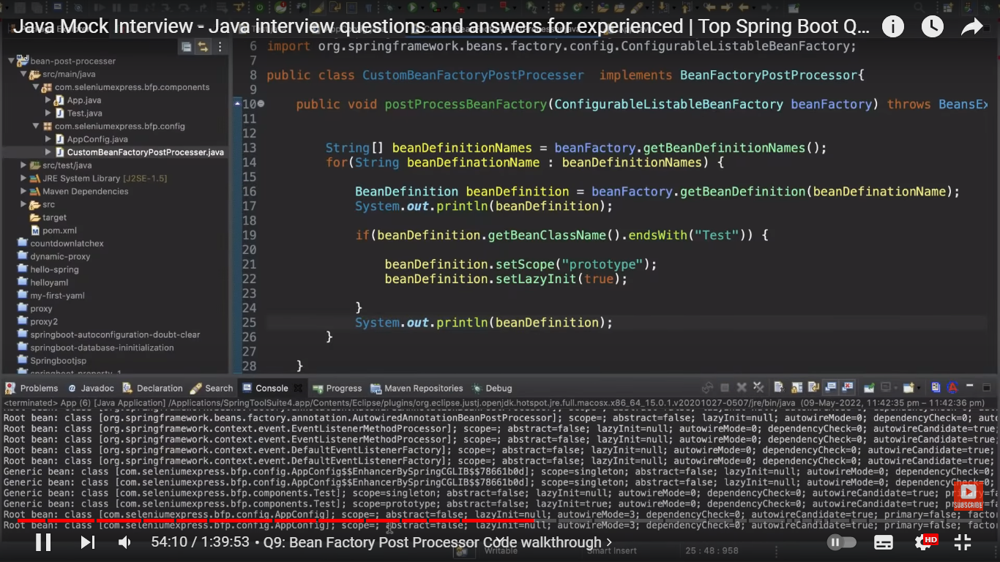 Java Mock Interview - Java interview questions and answers for experienced | Top Spring Boot Q...
bean-post-processer
src/main/java
com.seleniumexpress.bfp.components
App.java
Test.java
com.seleniumexpress.bfp.config
AppConfig.java
CustomBeanFactoryPostProcesser.java
src/test/java
JRE System Library [J2SE-1.5]
Maven Dependencies
src
target
pom.xml
countdownlatchex
dynamic-proxy
hello-spring
helloyaml
my-first-yaml
proxy
proxy2
springboot-autoconfiguration-doubt-clear
springboot-database-ininitialization
Springbootjsp
6 import org.springframework.beans.factory.config.ConfigurableListableBeanFactory;
7
8 public class CustomBeanFactoryPostProcesser implements BeanFactoryPostProcessor{
9
10 public void postProcessBeanFactory(ConfigurableListableBeanFactory beanFactory) throws BeansEx
11
12
13 String[] beanDefinitionNames = beanFactory.getBeanDefinitionNames();
14 for(String beanDefinationName : beanDefinitionNames) {
15
16 BeanDefinition beanDefinition = beanFactory.getBeanDefinition(beanDefinationName);
17 System.out.println(beanDefinition);
18
19 if(beanDefinition.getBeanClassName().endsWith("Test")) {
20
21 beanDefinition.setScope("prototype");
22 beanDefinition.setLazyInit(true);
23
24 }
25 System.out.println(beanDefinition);
26 }
27
28 }
Problems Javadoc Declaration Search Console Progress Maven Repositories Debug
<terminated> App (6) [Java Application] /Applications/SpringToolSuite4.app/Contents/Eclipse/plugins/org.eclipse.justj.openjdk.hotspot.jre.full.macosx.x86_64_15.0.1.v20201027-0507/jre/bin/java (09-May-2022, 11:42:35 pm – 11:42:36 pm)
Root bean: class [org.springframework.beans.factory.annotation.AutowiredAnnotationBeanPostProcessor]; scope=; abstract=false; lazyInit=null; autowireMode=0; dependencyCheck=0; auto
Root bean: class [org.springframework.context.event.EventListenerMethodProcessor]; scope=; abstract=false; lazyInit=null; autowireMode=0; dependencyCheck=0; autowireCandidate=true;
Root bean: class [org.springframework.context.event.EventListenerMethodProcessor]; scope=; abstract=false; lazyInit=null; autowireMode=0; dependencyCheck=0; autowireCandidate=true;
Root bean: class [org.springframework.context.event.DefaultEventListenerFactory]; scope=; abstract=false; lazyInit=null; autowireMode=0; dependencyCheck=0; autowireCandidate=true;
Root bean: class [org.springframework.context.event.DefaultEventListenerFactory]; scope=; abstract=false; lazyInit=null; autowireMode=0; dependencyCheck=0; autowireCandidate=true;
Generic bean: class [com.seleniumexpress.bfp.config.AppConfig$$EnhancerBySpringCGLIB$$78661b0d]; scope=singleton; abstract=false; lazyInit=null; autowireMode=0; dependencyCheck=0;
Generic bean: class [com.seleniumexpress.bfp.config.AppConfig$$EnhancerBySpringCGLIB$$78661b0d]; scope=singleton; abstract=false; lazyInit=null; autowireMode=0; dependencyCheck=0;
Generic bean: class [com.seleniumexpress.bfp.components.Test]; scope=singleton; abstract=false; lazyInit=null; autowireMode=0; dependencyCheck=0; autowireCandidate=true;
Generic bean: class [com.seleniumexpress.bfp.components.Test]; scope=prototype; abstract=false; lazyInit=true; autowireMode=0; dependencyCheck=0; autowireCandidate=true;
Root bean: class [com.seleniumexpress.bfp.config.AppConfig]; scope=; abstract=false; lazyInit=null; autowireMode=3; dependencyCheck=0; autowireCandidate=true; primary=false; factor
Root bean: class [com.seleniumexpress.bfp.config.AppConfig]; scope=; abstract=false; lazyInit=null; autowireMode=3; dependencyCheck=0; autowireCandidate=true; primary=false; factor
SUBSCRIBE
54:10 / 1:39:53 • Q9: Bean Factory Post Processor Code walkthrough
HD
Writable Smart Insert 25 : 48 : 958